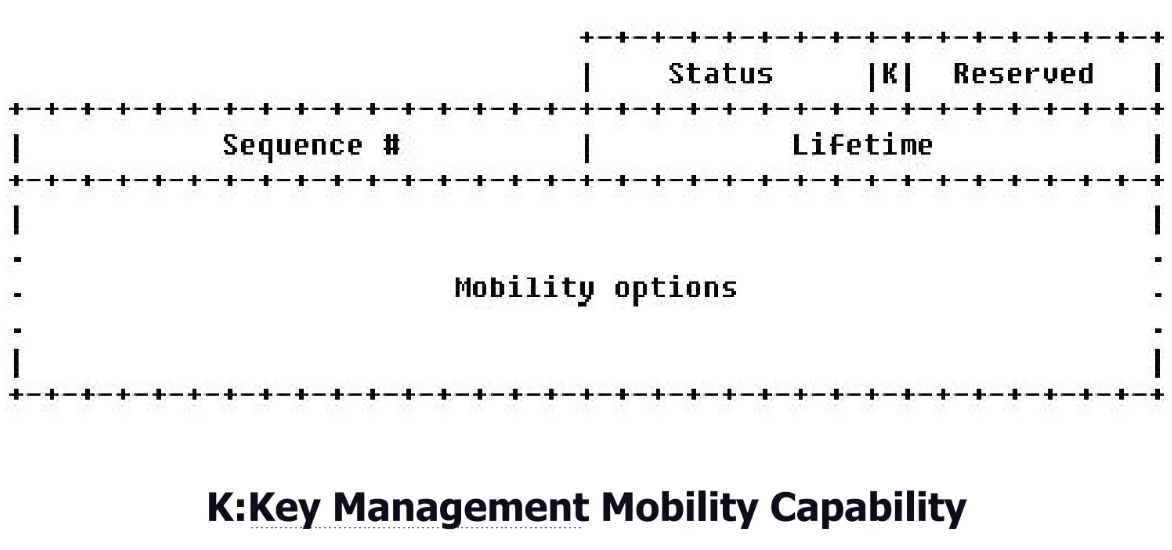 +-+-+-+-+-+-+-+-+-+-+-+-+-+-+-+-+
|    Status     |K|  Reserved   |
+-+-+-+-+-+-+-+-+-+-+-+-+-+-+-+-+-+-+-+-+-+-+-+-+-+-+-+-+-+-+-+-+
|           Sequence #          |           Lifetime            |
+-+-+-+-+-+-+-+-+-+-+-+-+-+-+-+-+-+-+-+-+-+-+-+-+-+-+-+-+-+-+-+-+
|                                                               |
.                                                               .
.                        Mobility options                       .
.                                                               .
|                                                               |
+-+-+-+-+-+-+-+-+-+-+-+-+-+-+-+-+-+-+-+-+-+-+-+-+-+-+-+-+-+-+-+-+
K:Key Management Mobility Capability